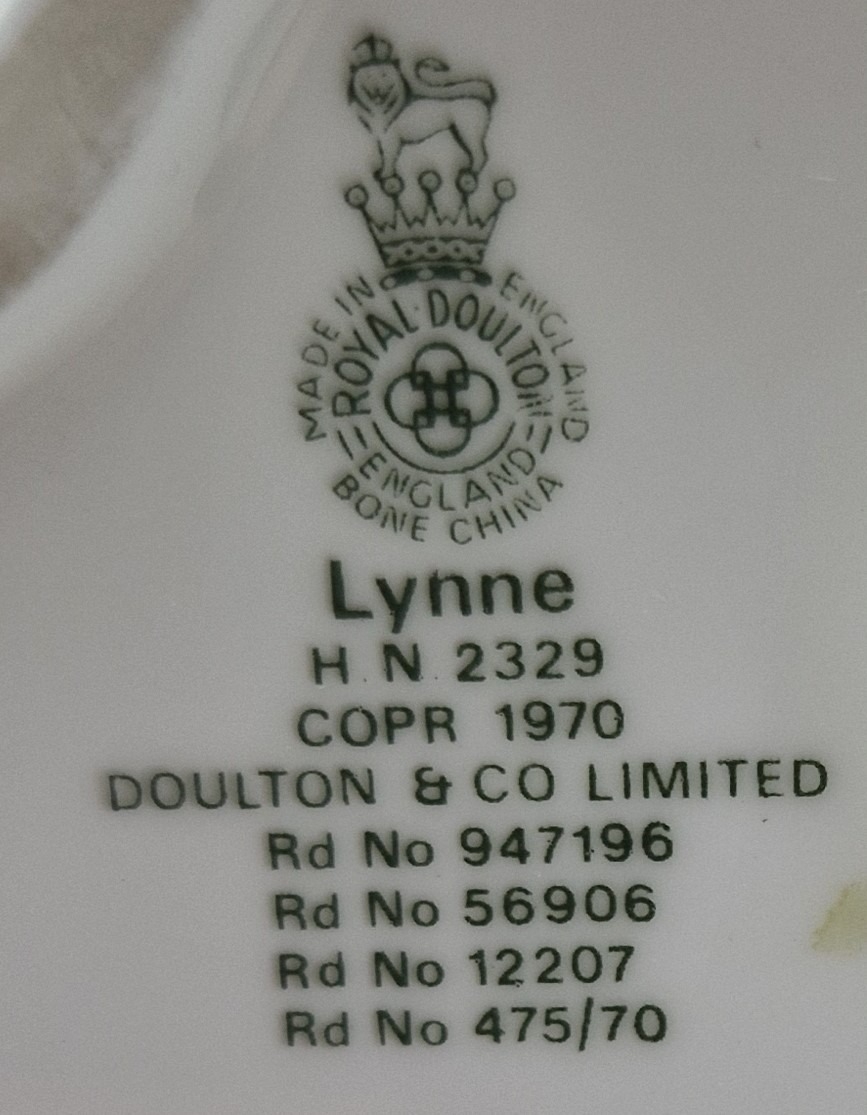 MADE IN ENGLAND
ROYAL DOULTON
ENGLAND
BONE CHINA
Lynne
H.N.2329
COPR 1970
DOULTON & CO LIMITED
Rd No 947196
Rd No 56906
Rd No 12207
Rd No 475/70